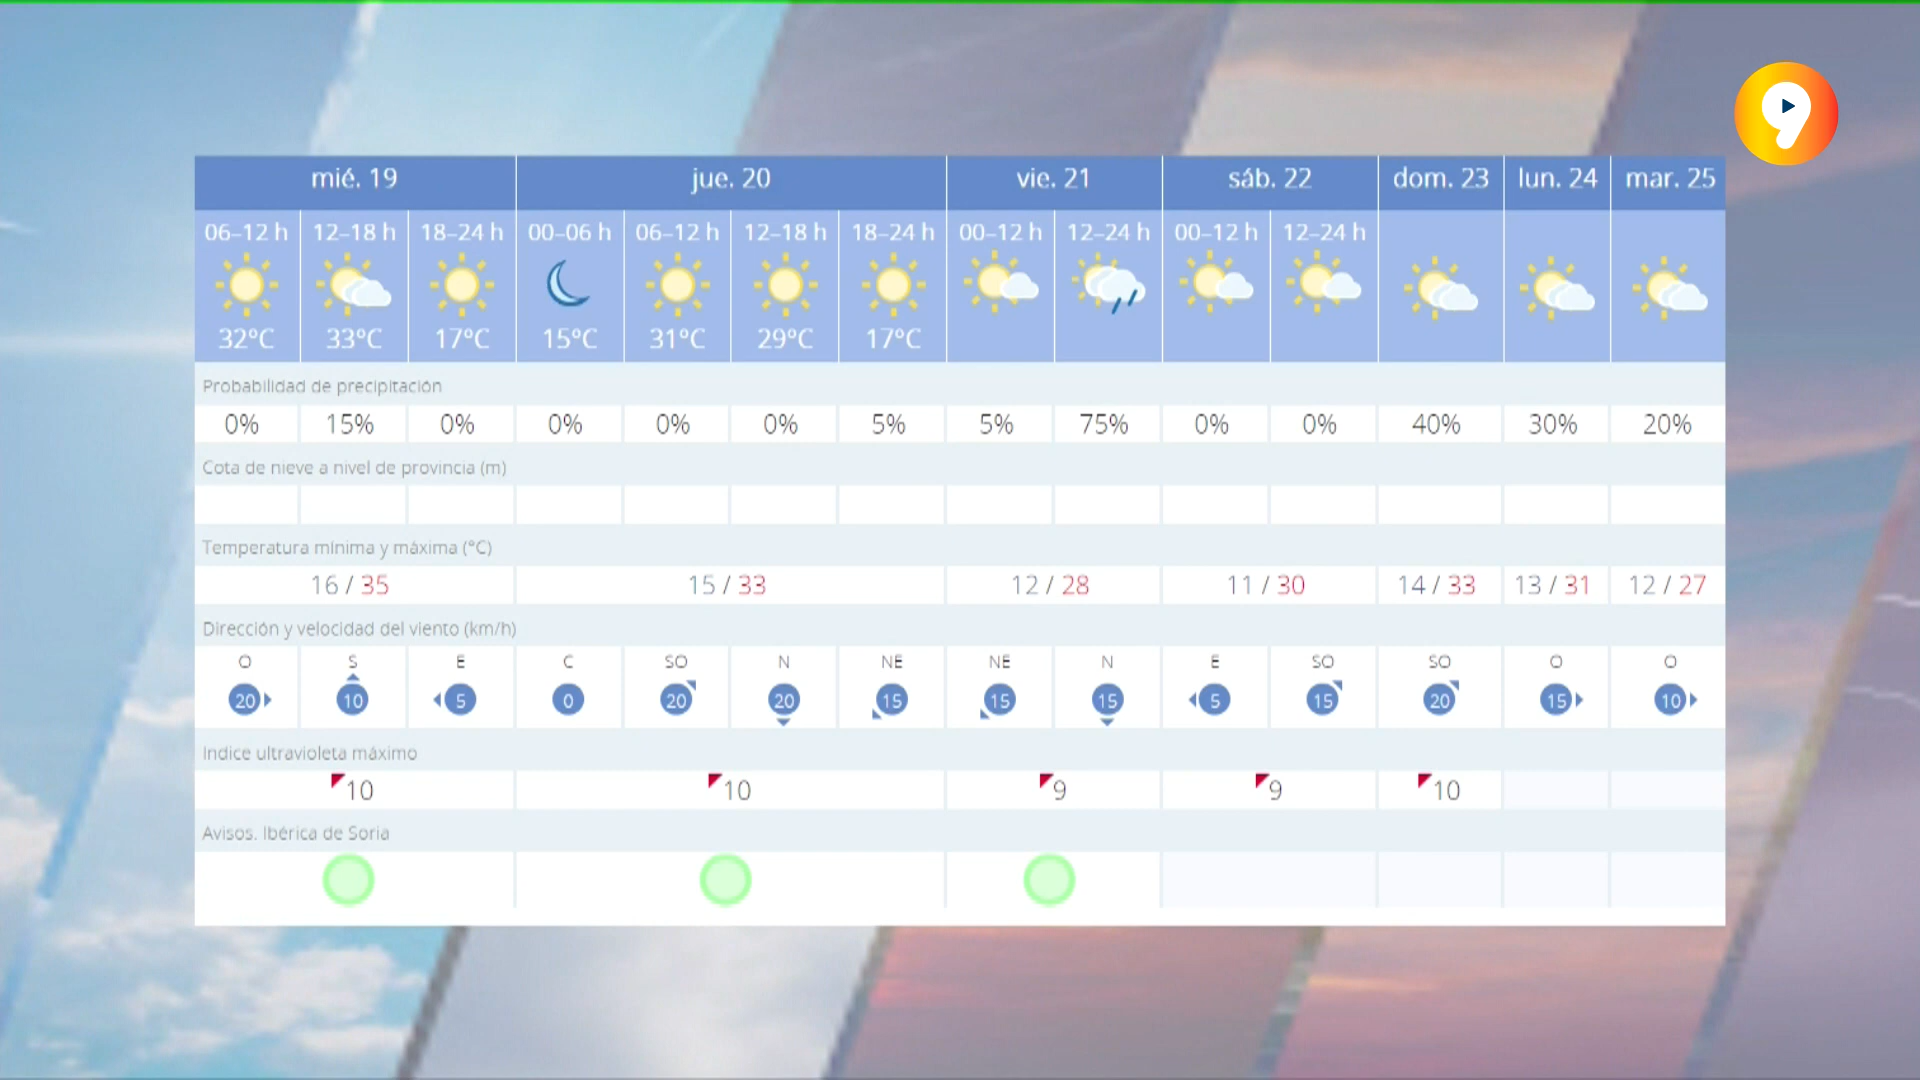 9
mié. 19 jue. 20 vie. 21 sáb. 22 dom. 23 lun. 24 mar. 25
06–12 h 12–18 h 18–24 h 00–06 h 06–12 h 12–18 h 18–24 h 00–12 h 12–24 h 00–12 h 12–24 h
32°C 33°C 17°C 15°C 31°C 29°C 17°C
Probabilidad de precipitación
0% 15% 0% 0% 0% 0% 5% 5% 75% 0% 0% 40% 30% 20%
Cota de nieve a nivel de provincia (m)
Temperatura mínima y máxima (°C)
16 / 35 15 / 33 12 / 28 11 / 30 14 / 33 13 / 31 12 / 27
Dirección y velocidad del viento (km/h)
O S E C SO N NE NE N E SO SO O O
20 10 5 0 20 20 15 15 15 5 15 20 15 10
Indice ultravioleta máximo
10 10 9 9 10
Avisos. Ibérica de Soria